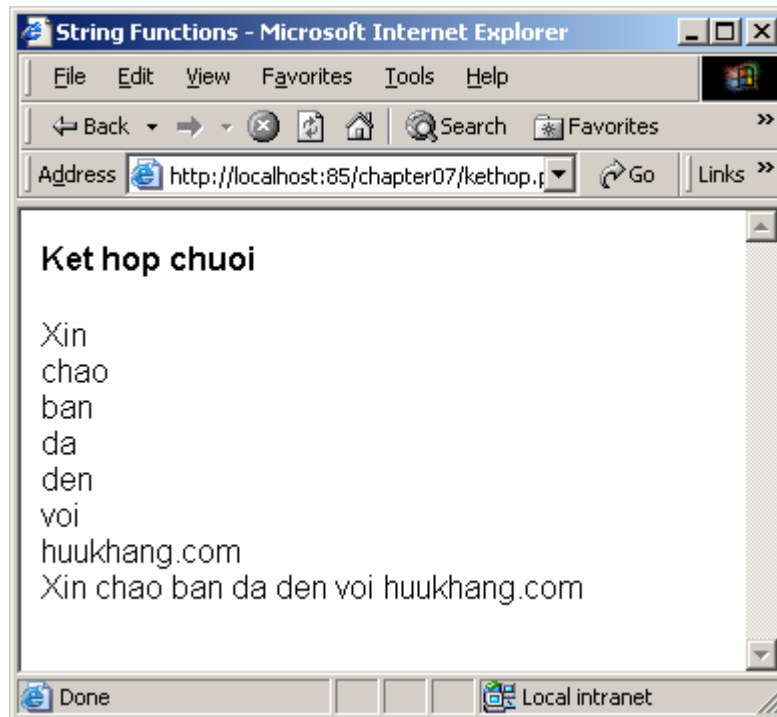 String Functions - Microsoft Internet Explorer
File Edit View Favorites Tools Help
Back Search Favorites »
Address http://localhost:85/chapter07/kethop.p Go Links »
Ket hop chuoi
Xin
chao
ban
da
den
voi
huukhang.com
Xin chao ban da den voi huukhang.com
Done Local intranet